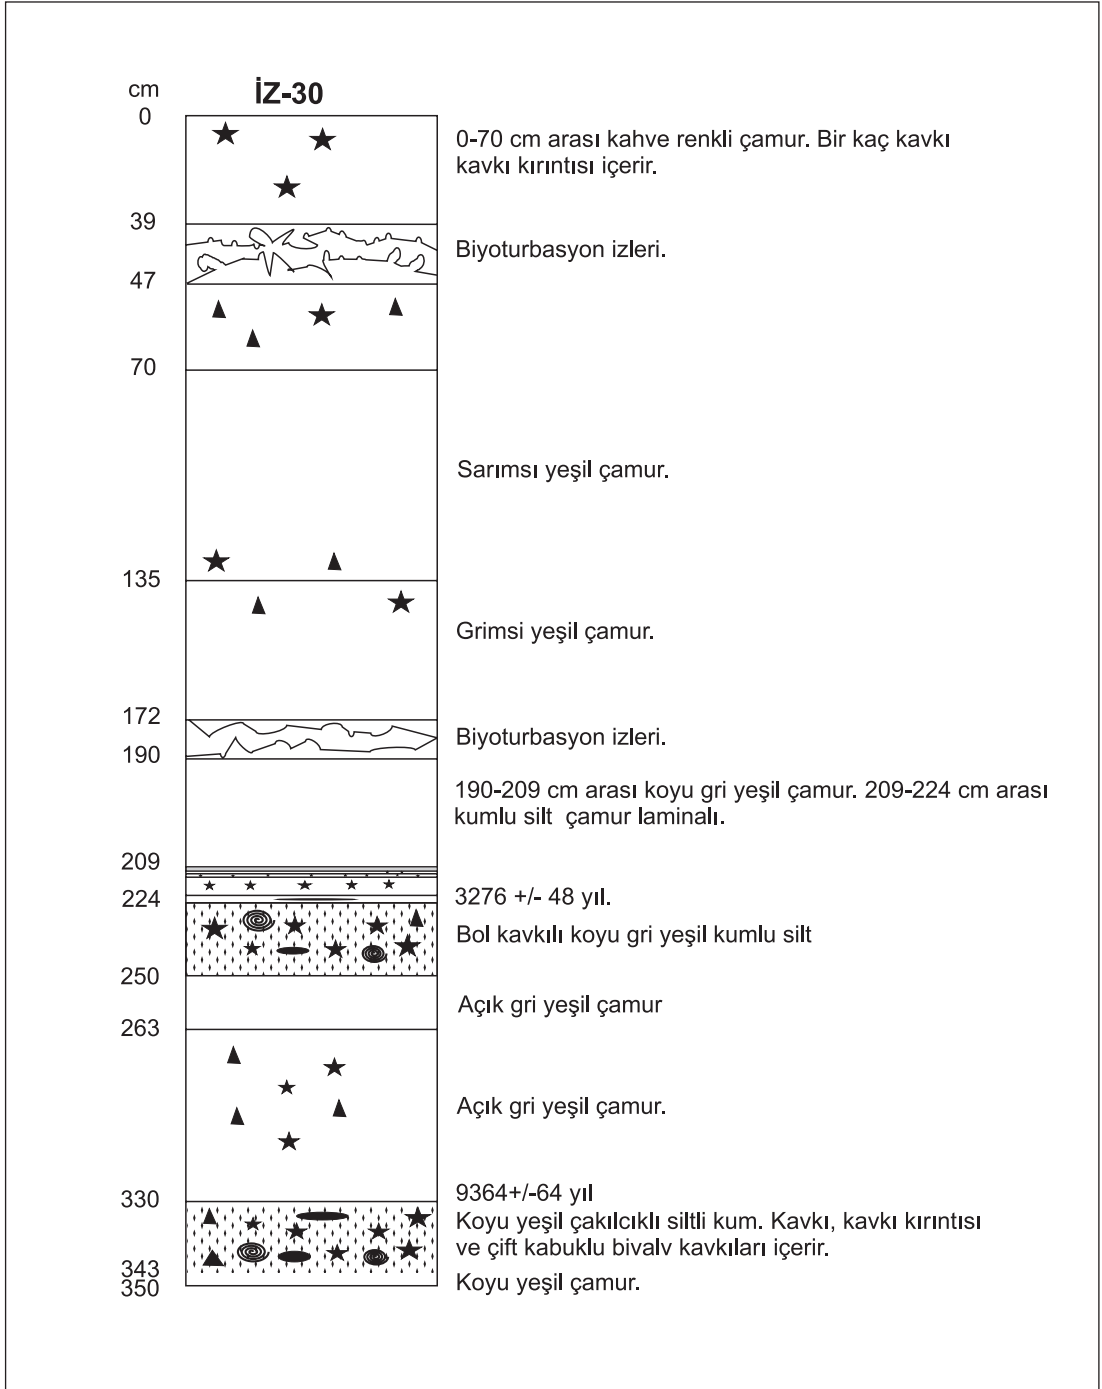 cm
İZ-30
0
0-70 cm arası kahve renkli çamur. Bir kaç kavkı
kavkı kırıntısı içerir.
39
Biyoturbasyon izleri.
47
70
Sarımsı yeşil çamur.
135
Grimsi yeşil çamur.
172
Biyoturbasyon izleri.
190
190-209 cm arası koyu gri yeşil çamur. 209-224 cm arası
kumlu silt çamur laminalı.
209
224
3276 +/- 48 yıl.
Bol kavkılı koyu gri yeşil kumlu silt
250
Açık gri yeşil çamur
263
Açık gri yeşil çamur.
330
9364+/-64 yıl
Koyu yeşil çakılcıklı siltli kum. Kavkı, kavkı kırıntısı
ve çift kabuklu bivalv kavkıları içerir.
343
350
Koyu yeşil çamur.